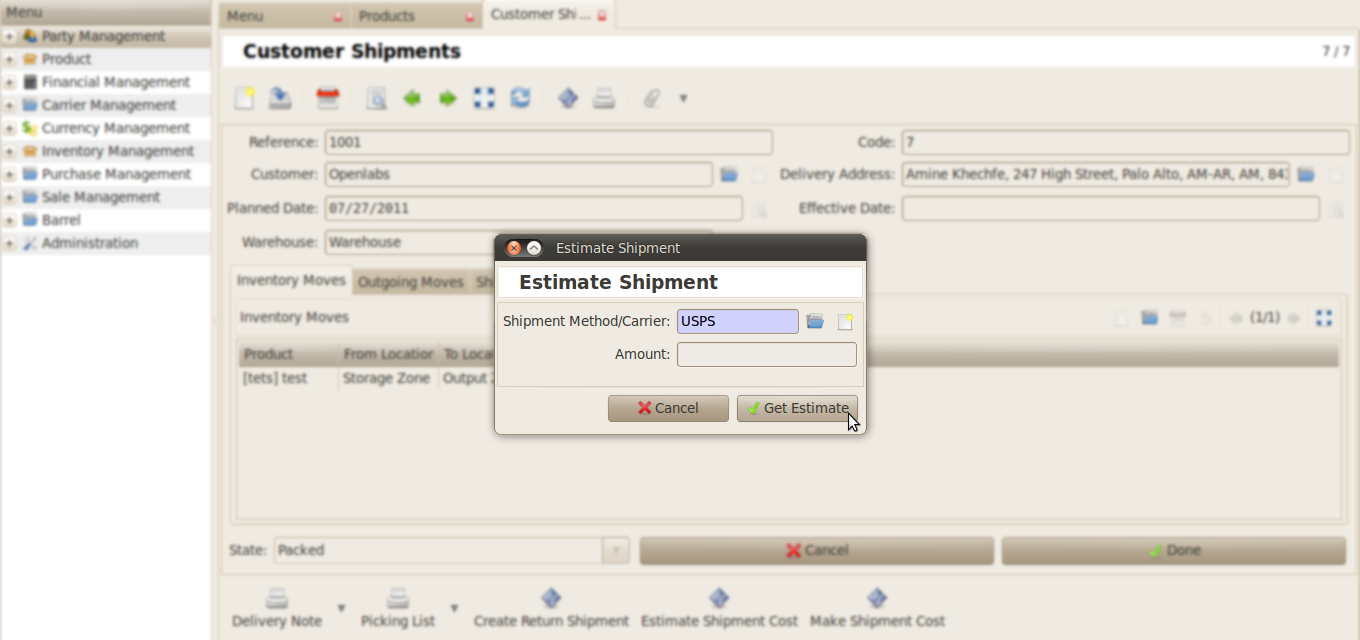 Menu
Party Management
Product
Financial Management
Carrier Management
Currency Management
Inventory Management
Purchase Management
Sale Management
Barrel
Administration
Menu Products Customer Shi...
Customer Shipments 7 / 7
Reference: 1001 Code: 7
Customer: Openlabs Delivery Address: Amine Khechfe, 247 High Street, Palo Alto, AM-AR, AM, 843
Planned Date: 07/27/2011 Effective Date:
Warehouse: Warehouse
Inventory Moves Outgoing Moves Sh
Inventory Moves (1/1)
Product From Location To Loca
[tets] test Storage Zone Output
Estimate Shipment
Estimate Shipment
Shipment Method/Carrier: USPS
Amount:
Cancel Get Estimate
State: Packed Cancel Done
Delivery Note Picking List Create Return Shipment Estimate Shipment Cost Make Shipment Cost